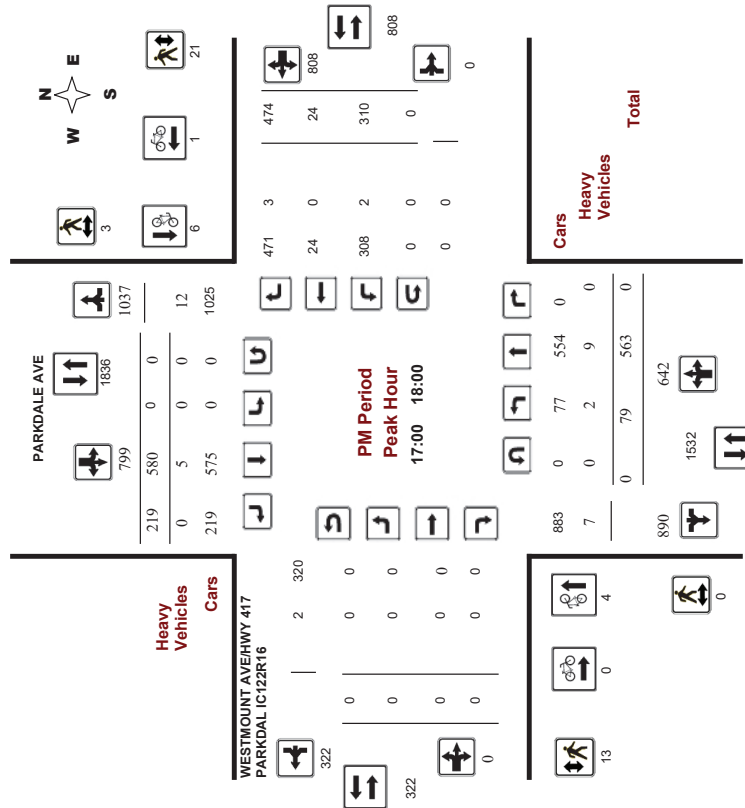 N
W E
S
3
21
1
6
PARKDALE AVE
1836
799
1037
219 580 0 0
0 5 0 0 12
219 575 0 0 1025
Heavy Vehicles
Cars
808
808
0
471 3 474
24 0 24
308 2 310
0 0 0
0 0
PM Period
Peak Hour
17:00 18:00
WESTMOUNT AVE/HWY 417
PARKDAL IC122R16
322
2 320
0 0 0
0 0 0
0 0 0
0 0 0
322
0
Cars
Heavy Vehicles
Total
883 0 77 554 0
7 0 2 9 0
0 79 563 0
890
642
1532
4
0
0
13